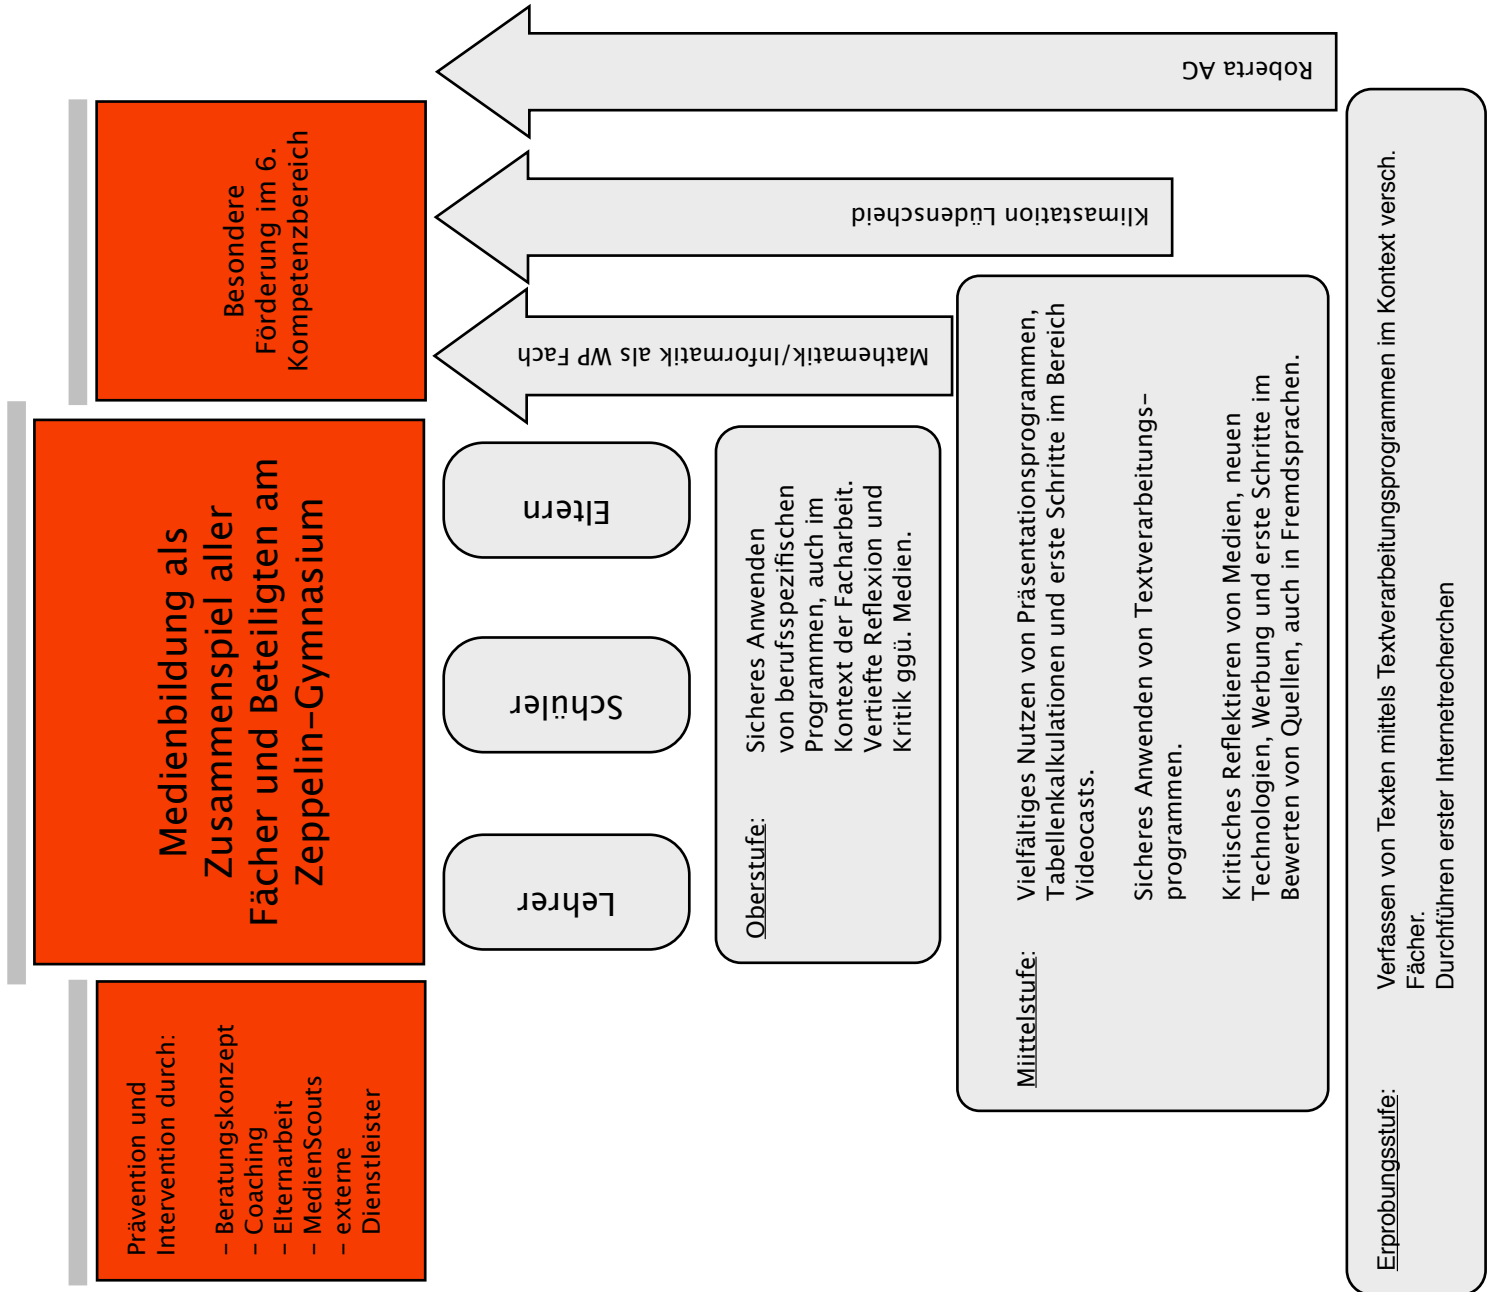 Prävention und
Intervention durch:
– Beratungskonzept
– Coaching
– Elternarbeit
– MedienScouts
– externe
Dienstleister
Medienbildung als
Zusammenspiel aller
Fächer und Beteiligten am
Zeppelin–Gymnasium
Besondere
Förderung im 6.
Kompetenzbereich
Lehrer
Schüler
Eltern
Mathematik/Informatik als WP Fach
Klimastation Lüdenscheid
Roberta AG
Oberstufe:
Sicheres Anwenden
von berufsspezifischen
Programmen, auch im
Kontext der Facharbeit.
Vertiefte Reflexion und
Kritik ggü. Medien.
Miittelstufe:
Vielfältiges Nutzen von Präsentationsprogrammen,
Tabellenkalkulationen und erste Schritte im Bereich
Videocasts.
Sicheres Anwenden von Textverarbeitungs–
programmen.
Kritisches Reflektieren von Medien, neuen
Technologien, Werbung und erste Schritte im
Bewerten von Quellen, auch in Fremdsprachen.
Erprobungsstufe:
Verfassen von Texten mittels Textverarbeitungsprogrammen im Kontext versch.
Fächer.
Durchführen erster Internetrecherchen